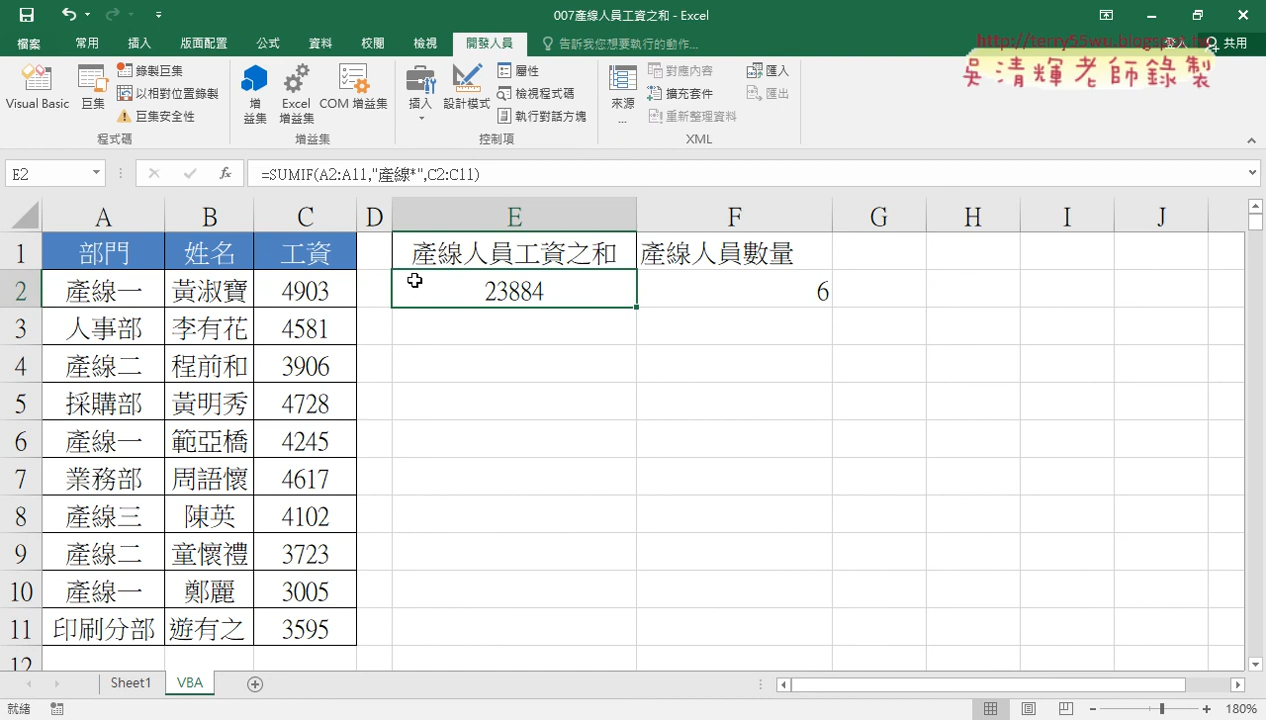 007產線人員工資之和 - Excel
檔案 常用 插入 版面配置 公式 資料 校閱 檢視 開發人員 告訴我您想要執行的動作... 登入 共用
http://terry55wu.blogspot.tw
吳清輝老師錄製
Visual Basic 巨集 錄製巨集 以相對位置錄製 巨集安全性 程式碼
增益集 Excel 增益集 COM 增益集 增益集
插入 設計模式 屬性 檢視程式碼 執行對話方塊 控制項
來源... 對應內容 擴充套件 重新整理資料 匯入 匯出 XML
E2 fx =SUMIF(A2:A11,"產線*",C2:C11)
A B C D E F G H I J
1 部門 姓名 工資 產線人員工資之和 產線人員數量
2 產線一 黃淑寶 4903 23884 6
3 人事部 李有花 4581
4 產線二 程前和 3906
5 採購部 黃明秀 4728
6 產線一 範亞橋 4245
7 業務部 周語懷 4617
8 產線三 陳英 4102
9 產線二 童懷禮 3723
10 產線一 鄭麗 3005
11 印刷分部 遊有之 3595
12
Sheet1 VBA
就緒 180%